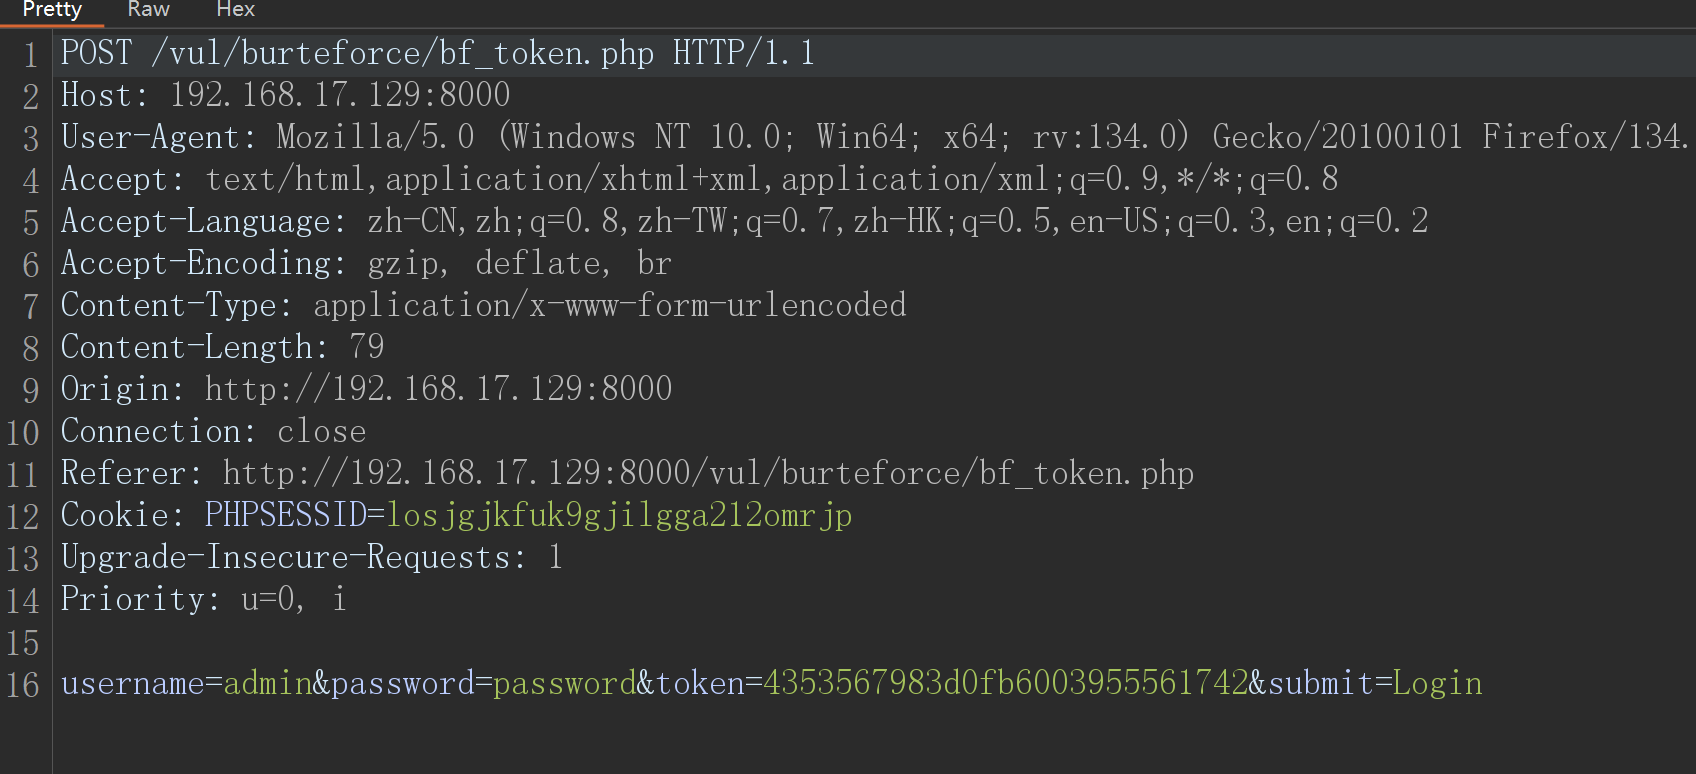 Pretty Raw Hex
1 POST /vul/burteforce/bf_token.php HTTP/1.1
2 Host: 192.168.17.129:8000
3 User-Agent: Mozilla/5.0 (Windows NT 10.0; Win64; x64; rv:134.0) Gecko/20100101 Firefox/134.
4 Accept: text/html,application/xhtml+xml,application/xml;q=0.9,*/*;q=0.8
5 Accept-Language: zh-CN,zh;q=0.8,zh-TW;q=0.7,zh-HK;q=0.5,en-US;q=0.3,en;q=0.2
6 Accept-Encoding: gzip, deflate, br
7 Content-Type: application/x-www-form-urlencoded
8 Content-Length: 79
9 Origin: http://192.168.17.129:8000
10 Connection: close
11 Referer: http://192.168.17.129:8000/vul/burteforce/bf_token.php
12 Cookie: PHPSESSID=losjgjkfuk9gjilgga212omrjp
13 Upgrade-Insecure-Requests: 1
14 Priority: u=0, i
15
16 username=admin&password=password&token=4353567983d0fb6003955561742&submit=Login